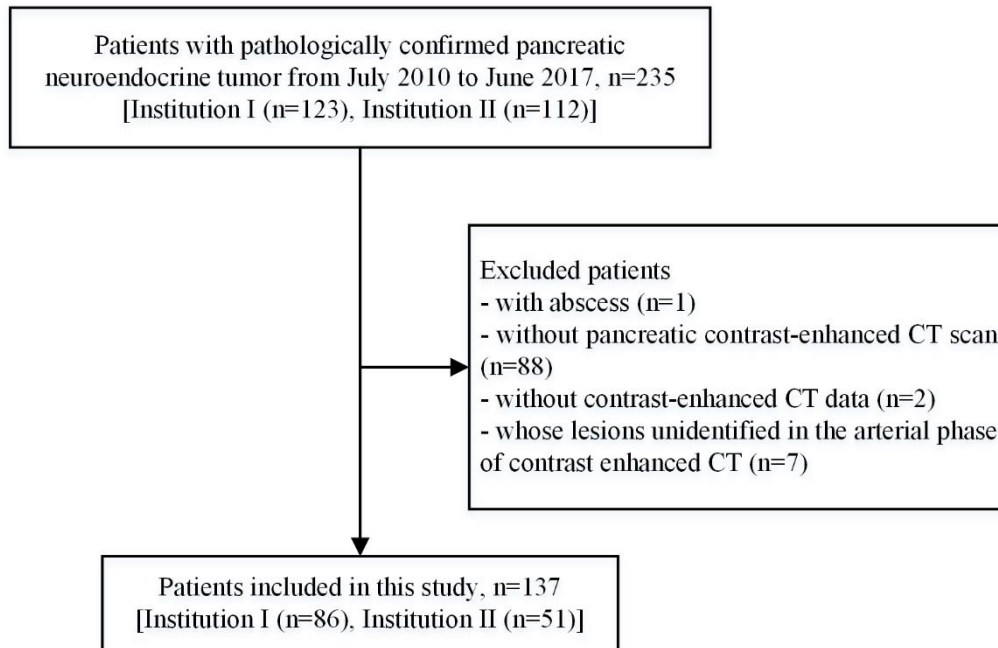 Patients with pathologically confirmed pancreatic
neuroendocrine tumor from July 2010 to June 2017, n=235
[Institution I (n=123), Institution II (n=112)]
Excluded patients
- with abscess (n=1)
- without pancreatic contrast-enhanced CT scan
(n=88)
- without contrast-enhanced CT data (n=2)
- whose lesions unidentified in the arterial phase
of contrast enhanced CT (n=7)
Patients included in this study, n=137
[Institution I (n=86), Institution II (n=51)]